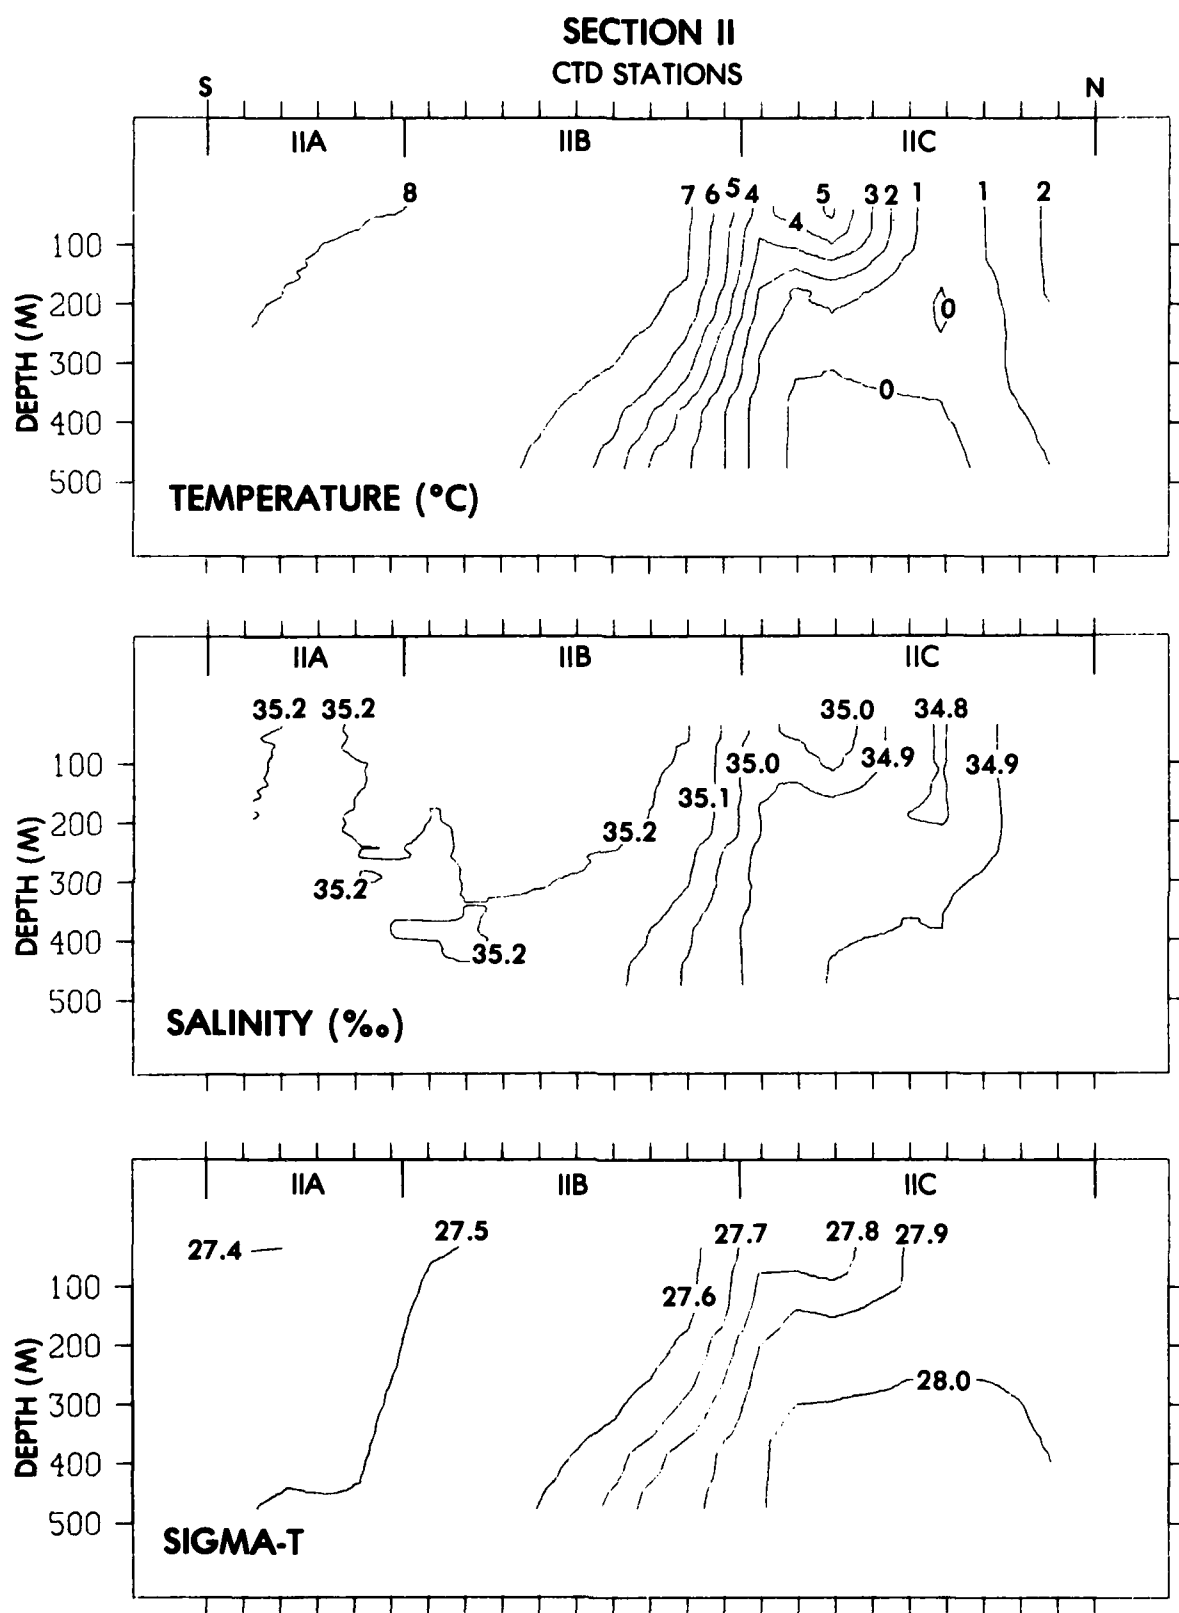 SECTION II
CTD STATIONS
S N
IIA IIB IIC
8 7 6 5 4 5 3 2 1 1 2
4
100
200
0
300
0
400
500
DEPTH (M)
TEMPERATURE (°C)
IIA IIB IIC
35.2 35.2 35.0 34.8
100
35.0 34.9 34.9
35.1
200
35.2
300
35.2
400
35.2
500
DEPTH (M)
SALINITY (‰)
IIA IIB IIC
27.4 27.5 27.7 27.8 27.9
100
27.6
200
300
28.0
400
500
DEPTH (M)
SIGMA-T